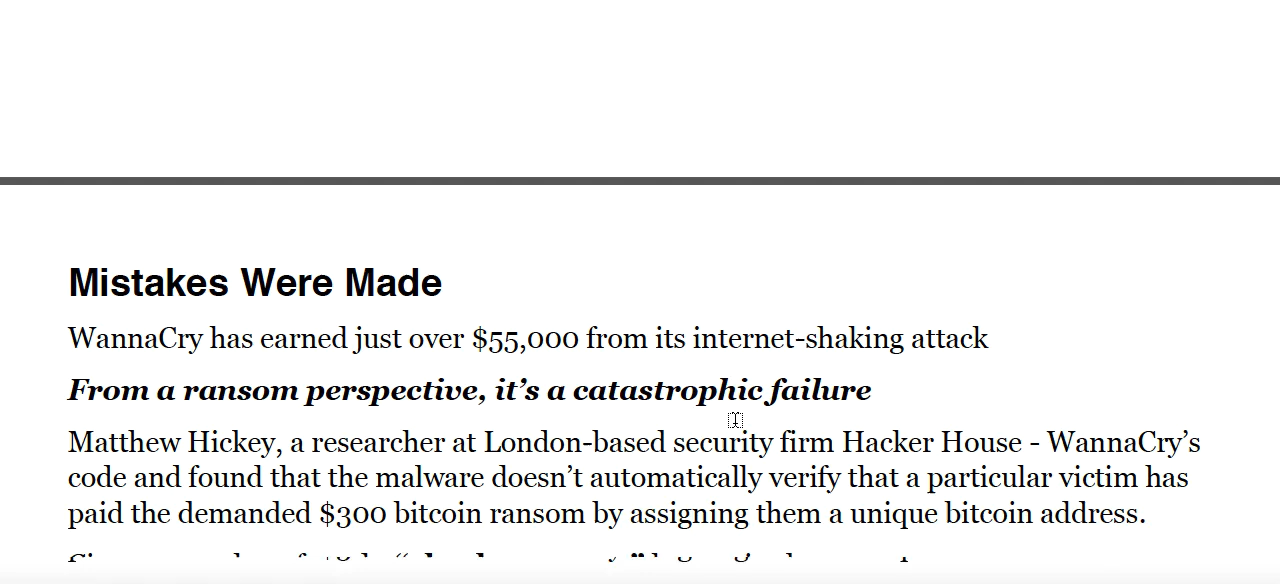 Mistakes Were Made
WannaCry has earned just over $55,000 from its internet-shaking attack
From a ransom perspective, it’s a catastrophic failure
Matthew Hickey, a researcher at London-based security firm Hacker House - WannaCry’s
code and found that the malware doesn’t automatically verify that a particular victim has
paid the demanded $300 bitcoin ransom by assigning them a unique bitcoin address.